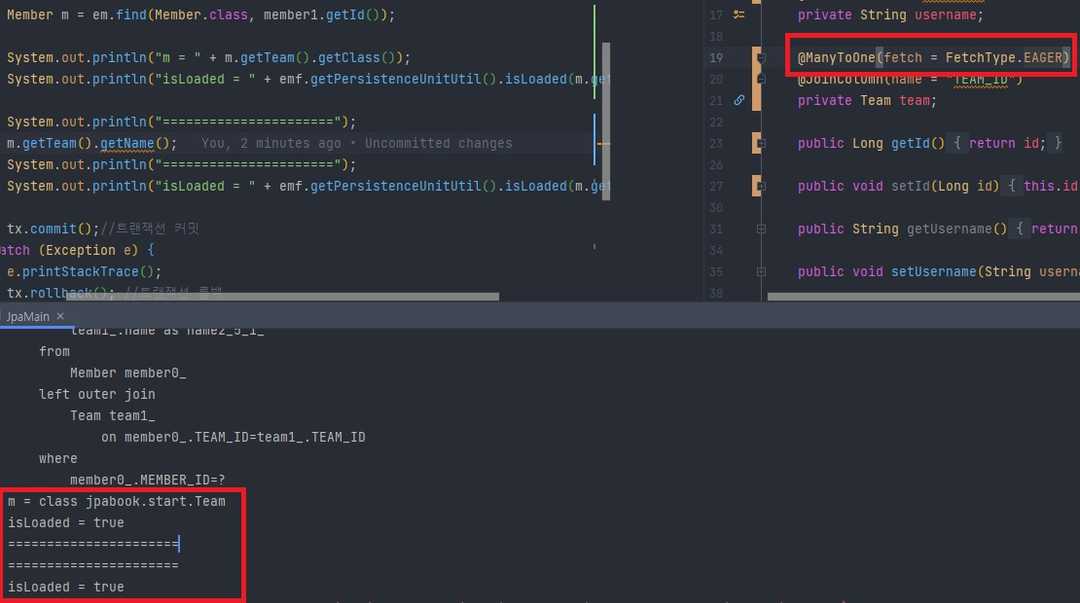 Member m = em.find(Member.class, member1.getId());
System.out.println("m = " + m.getTeam().getClass());
System.out.println("isLoaded = " + emf.getPersistenceUnitUtil().isLoaded(m.get
System.out.println("======================");
m.getTeam().getName(); You, 2 minutes ago • Uncommitted changes
System.out.println("======================");
System.out.println("isLoaded = " + emf.getPersistenceUnitUtil().isLoaded(m.get
tx.commit();//트랜잭션 커밋
atch (Exception e) {
e.printStackTrace();
tx.rollback(); //트랜잭션 롤백
17 private String username;
18
19 @ManyToOne(fetch = FetchType.EAGER)
20 @JoinColumn(name = "TEAM_ID")
21 private Team team;
22
23 public Long getId() { return id; }
26
27 public void setId(Long id) { this.id
30
31 public String getUsername() { return
34
35 public void setUsername(String userna
38
JpaMain ×
team1_.name as name2_5_1_
from
Member member0_
left outer join
Team team1_
on member0_.TEAM_ID=team1_.TEAM_ID
where
member0_.MEMBER_ID=?
m = class jpabook.start.Team
isLoaded = true
======================
======================
isLoaded = true